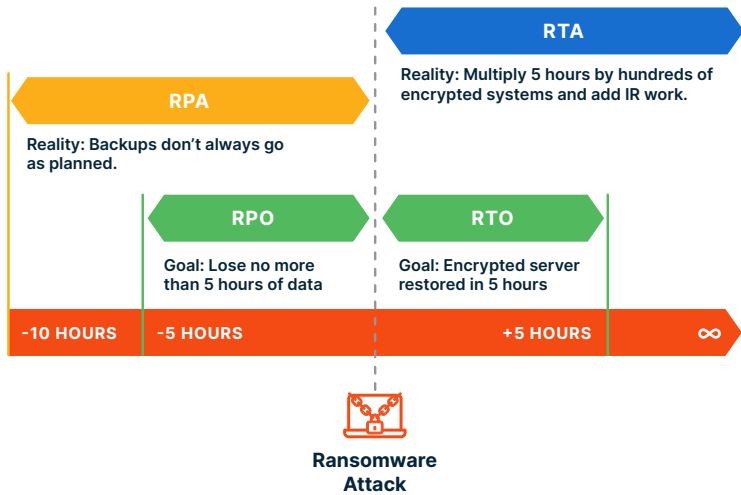 RTA
Reality: Multiply 5 hours by hundreds of
encrypted systems and add IR work.
RPA
Reality: Backups don’t always go
as planned.
RPO
RTO
Goal: Lose no more
than 5 hours of data
Goal: Encrypted server
restored in 5 hours
-10 HOURS
-5 HOURS
+5 HOURS
∞
Ransomware
Attack